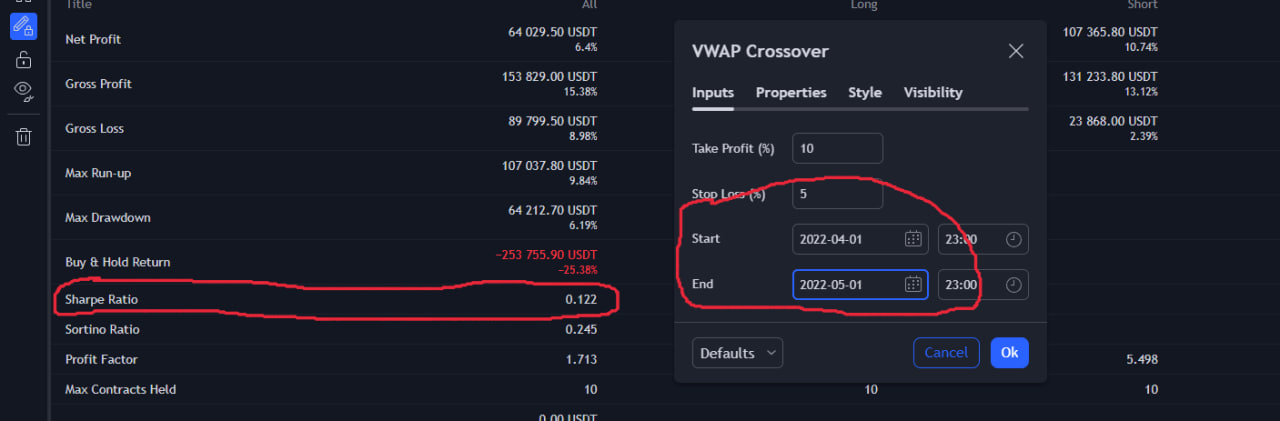 Title All Long Short
Net Profit 64 029.50 USDT 107 365.80 USDT
6.4% 10.74%
Gross Profit 153 829.00 USDT 131 233.80 USDT
15.38% 13.12%
Gross Loss 89 799.50 USDT 23 868.00 USDT
8.98% 2.39%
Max Run-up 107 037.80 USDT
9.84%
Max Drawdown 64 212.70 USDT
6.19%
Buy & Hold Return −253 755.90 USDT
−25.38%
Sharpe Ratio 0.122
Sortino Ratio 0.245
Profit Factor 1.713 5.498
Max Contracts Held 10 10 10
0.00 USDT
VWAP Crossover
Inputs Properties Style Visibility
Take Profit (%) 10
Stop Loss (%) 5
Start 2022-04-01 23:00
End 2022-05-01 23:00
Defaults Cancel Ok